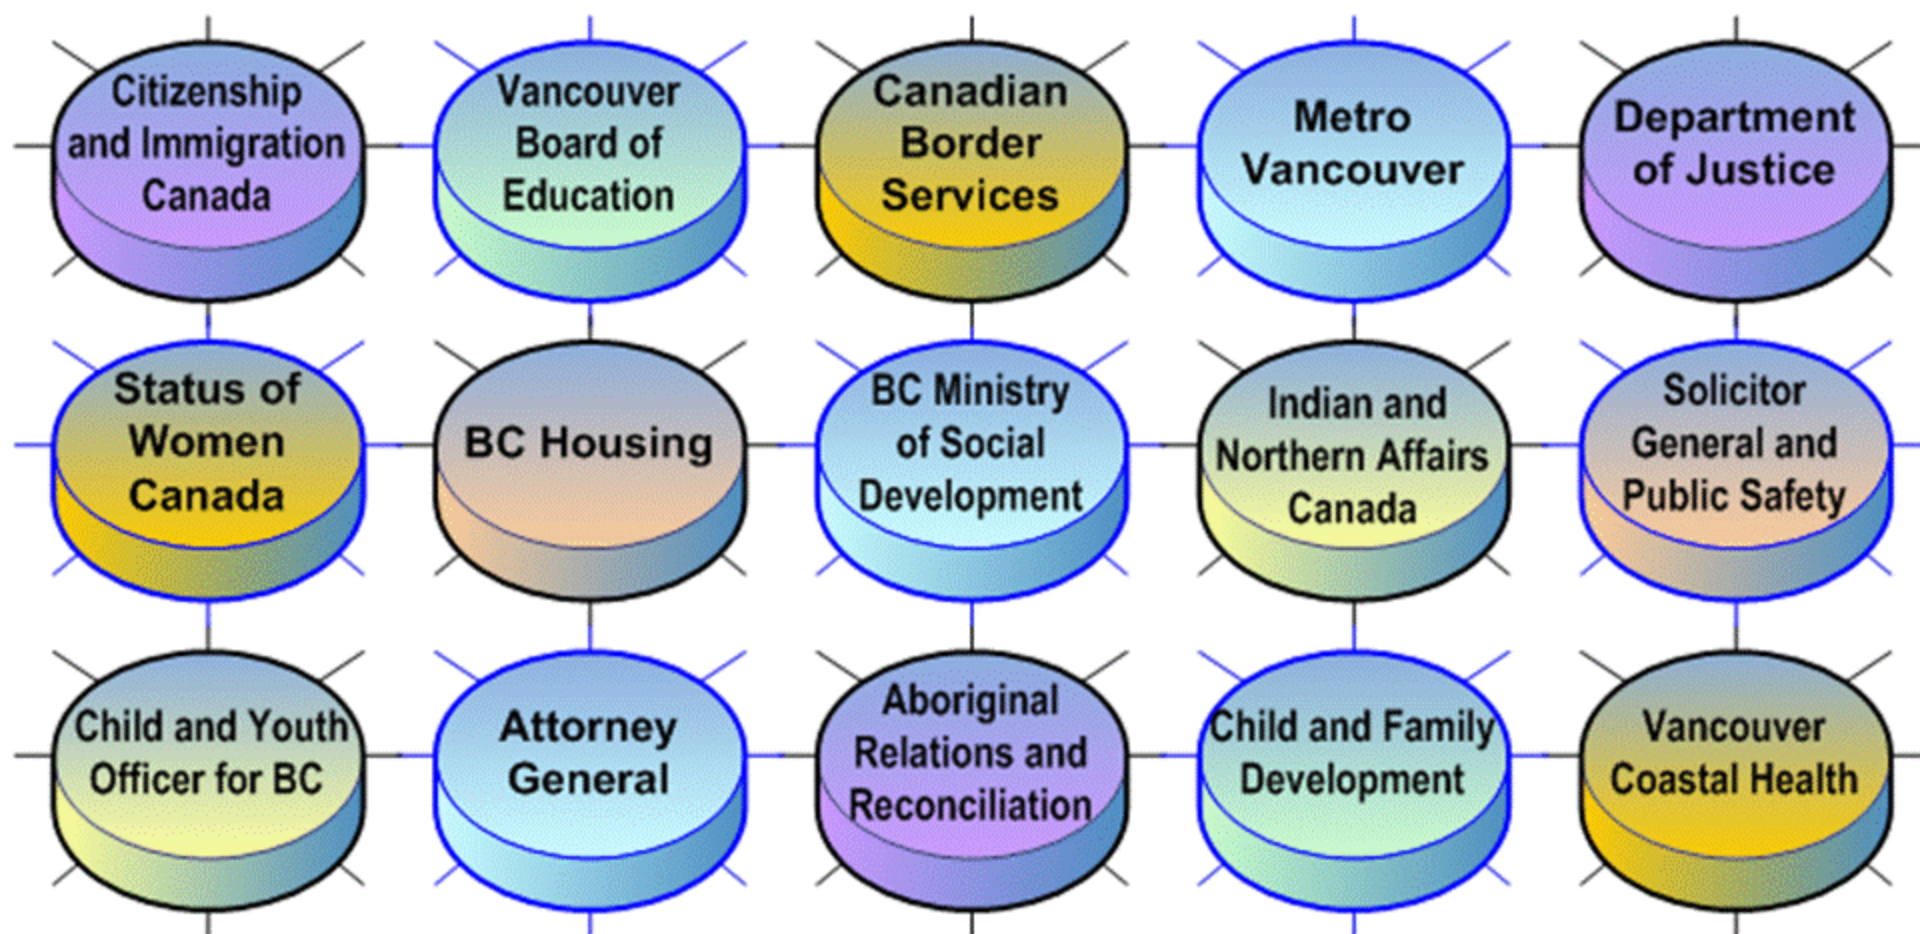 Citizenship
and Immigration
Canada
Vancouver
Board of
Education
Canadian
Border
Services
Metro
Vancouver
Department
of Justice
Status of
Women
Canada
BC Housing
BC Ministry
of Social
Development
Indian and
Northern Affairs
Canada
Solicitor
General and
Public Safety
Child and Youth
Officer for BC
Attorney
General
Aboriginal
Relations and
Reconciliation
Child and Family
Development
Vancouver
Coastal Health